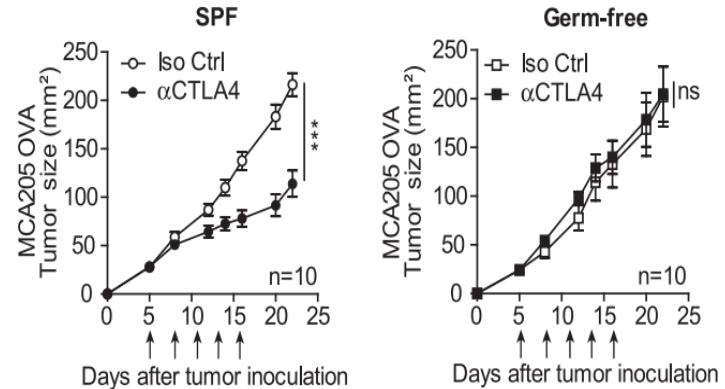 SPF
MCA205 OVA
Tumor size (mm²)
250
200
150
100
50
0
Iso Ctrl
αCTLA4
***
n=10
0 5 10 15 20 25
Days after tumor inoculation
Germ-free
MCA205 OVA
Tumor size (mm²)
250
200
150
100
50
0
Iso Ctrl
αCTLA4
ns
n=10
0 5 10 15 20 25
Days after tumor inoculation